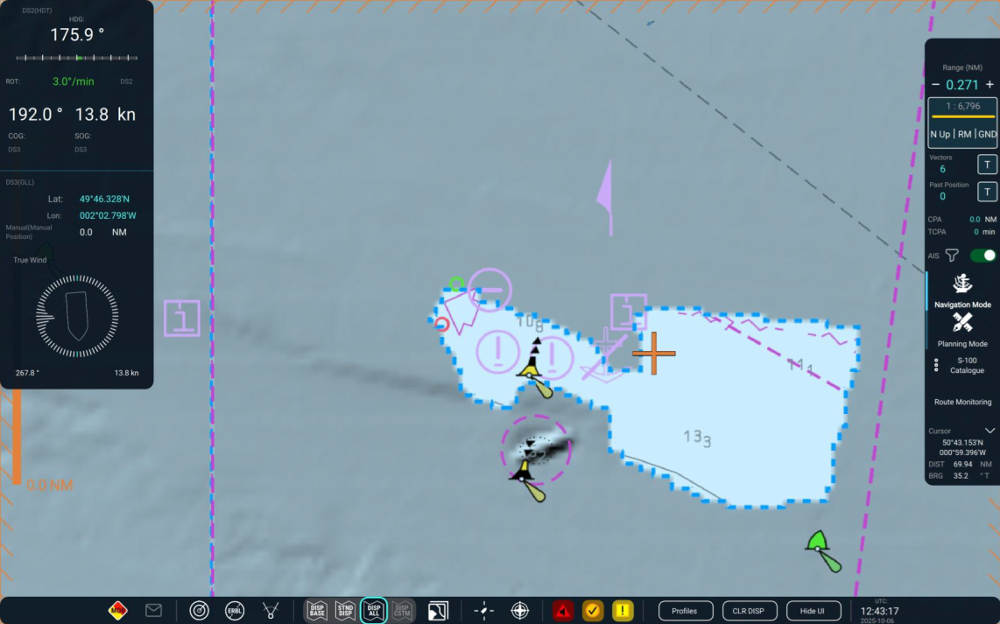 DS2(HDT)
HDG:
175.9 °
ROT: 3.0°/min DS2
192.0 ° 13.8 kn
COG: SOG:
DS3 DS3
DS3(GLL)
Lat: 49°46.328'N
Lon: 002°02.798'W
Manual(Manual Position) 0.0 NM
True Wind
267.8 ° 13.8 kn
0.0 NM
i
i
10₈
11₁
13₃
Range (NM)
− 0.271 +
1 : 6,796
N Up | RM | GND
Vectors
6 T
Past Position
0 T
CPA 0.0 NM
TCPA 0 min
AIS
Navigation Mode
Planning Mode
S-100
Catalogue
Route Monitoring
Cursor
50°43.153'N
000°59.396'W
DIST 69.94 NM
BRG 35.2 ° T
MOB
ERBL
DISP BASE
STND DISP
DISP ALL
DISP CSTM
Profiles
CLR DISP
Hide UI
UTC:
12:43:17
2025-10-06